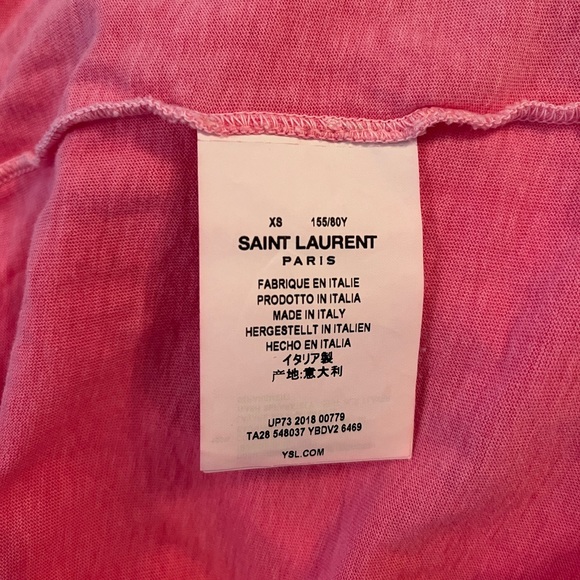 XS 155/80Y
SAINT LAURENT
PARIS
FABRIQUE EN ITALIE
PRODOTTO IN ITALIA
MADE IN ITALY
HERGESTELLT IN ITALIEN
HECHO EN ITALIA
イタリア製
产地:意大利
UP73 2018 00779
TA28 548037 YBDV2 6469
YSL.COM